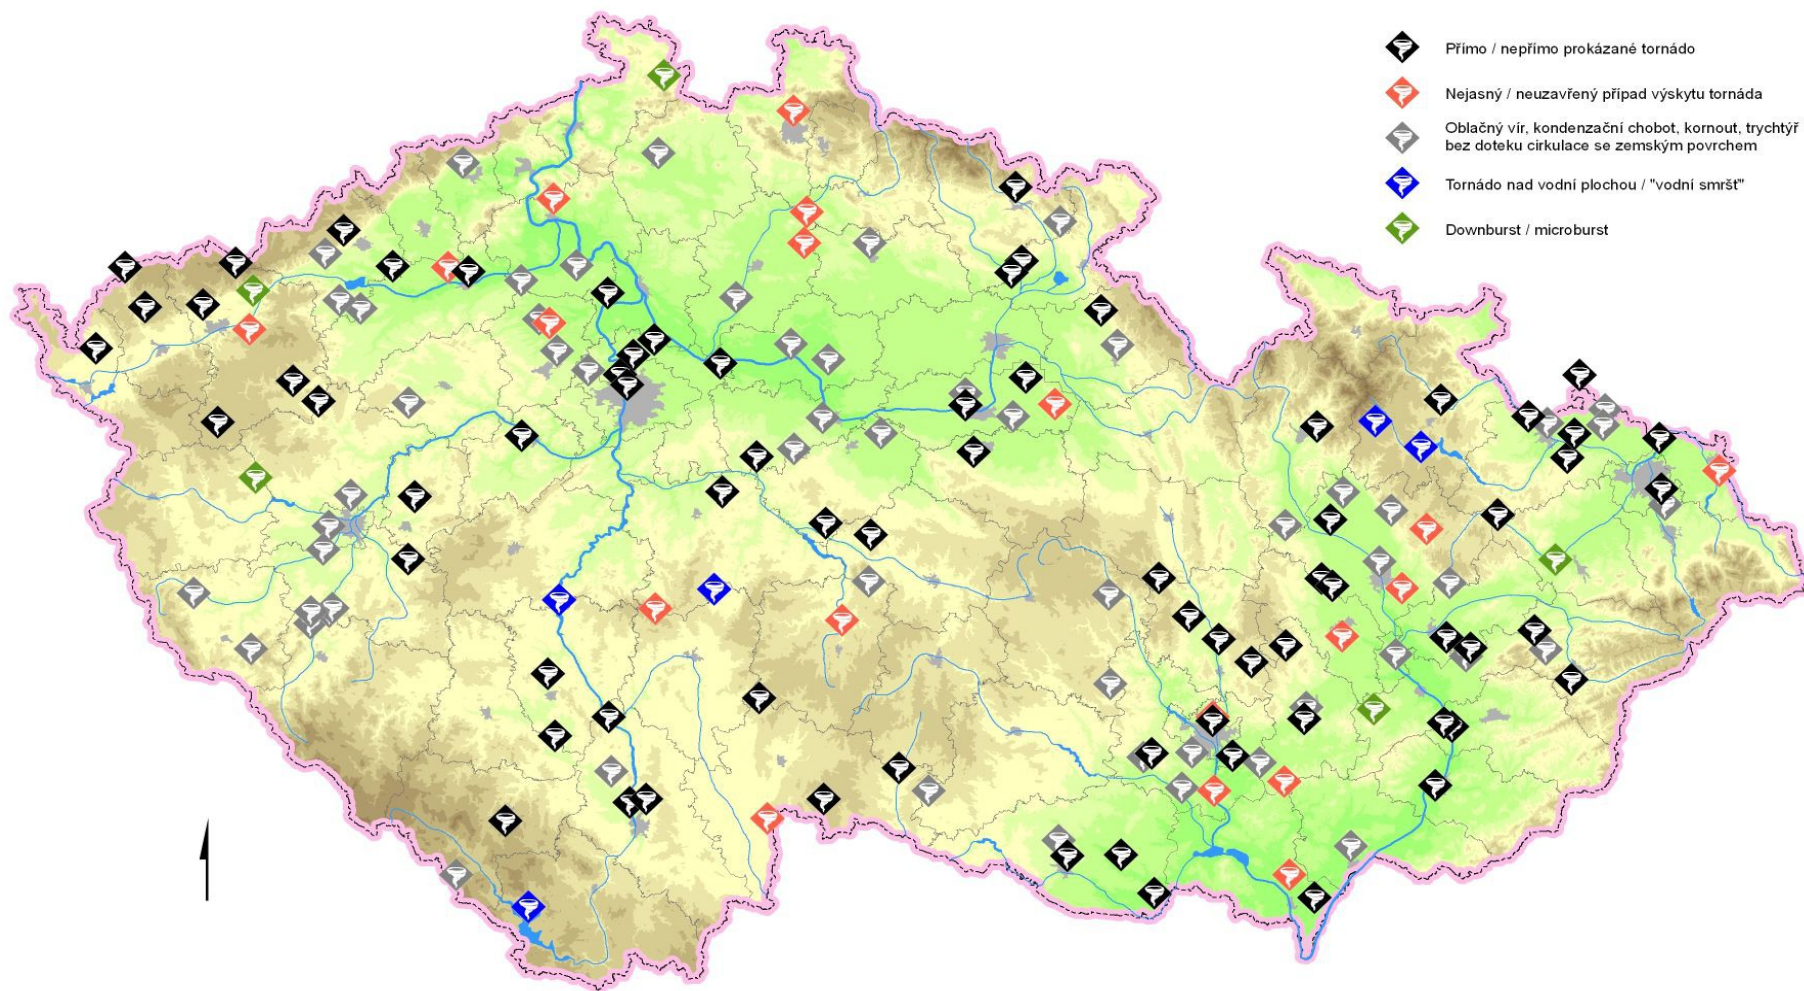 Přímo / nepřímo prokázané tornádo
Nejasný / neuzavřený případ výskytu tornáda
Oblačný vír, kondenzační chobot, kornout, trychtýř
bez doteku cirkulace se zemským povrchem
Tornádo nad vodní plochou / "vodní smršť"
Downburst / microburst